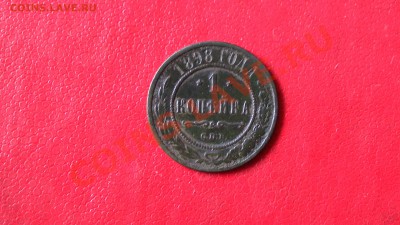 COINS.LAVE.RU
1898 ГОДА
1
КОПѢЙКА
С.П.Б.
COINS.LAVE.RU